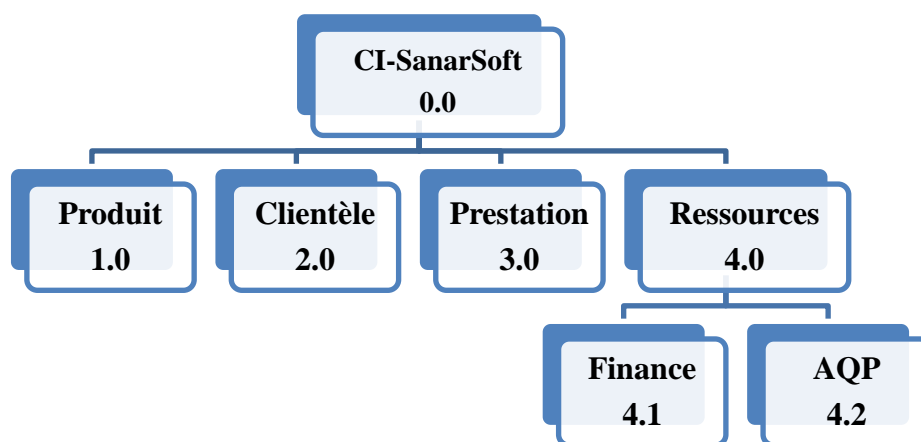 CI-SanarSoft
0.0
Produit
1.0
Clientèle
2.0
Prestation
3.0
Ressources
4.0
Finance
4.1
AQP
4.2